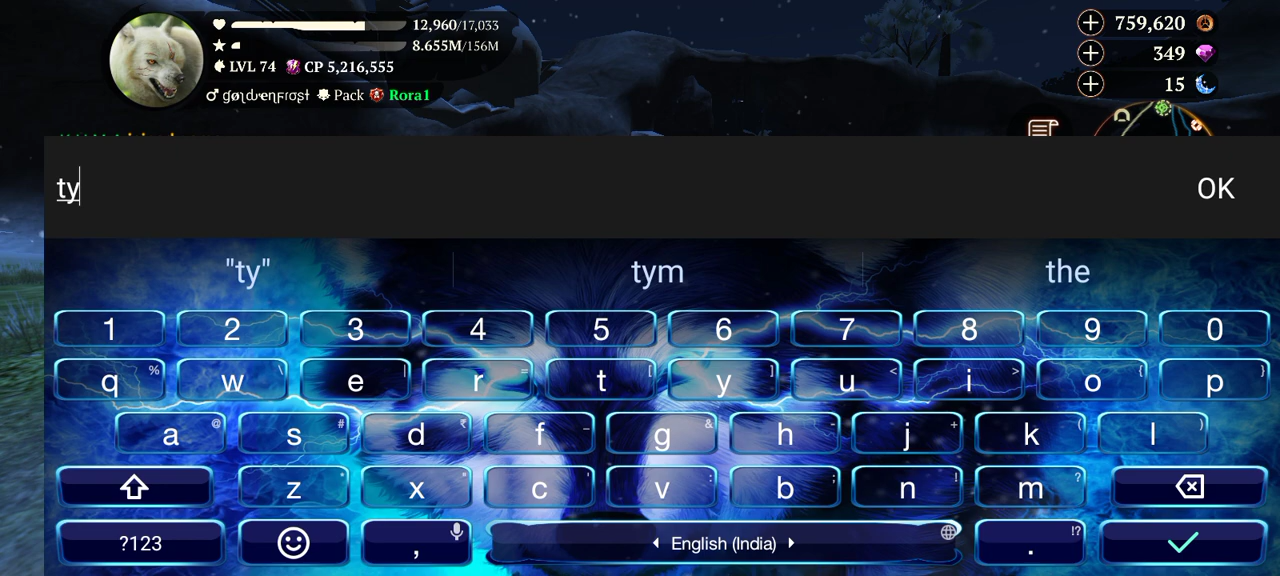 12,960/17,033
759,620
8.655M/156M
349
LVL 74 CP 5,216,555
15
Pack Rora1
ty
OK
"ty" tym the
1 2 3 4 5 6 7 8 9 0
q % w \ e | r = t [ y ] u < i > o { p }
a @ s # d ₹ f _ g & h - j + k ( l )
z x " c ' v : b ; n ! m ?
?123 , English (India) . !?